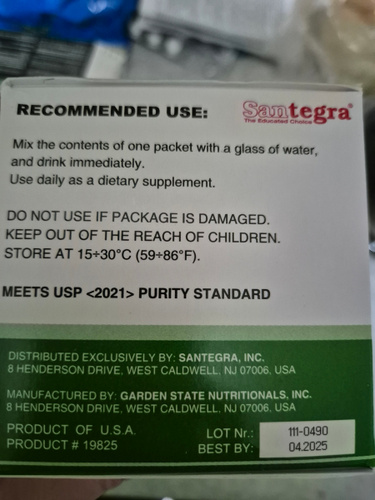 RECOMMENDED USE:
Santegra®
The Educated Choice
Mix the contents of one packet with a glass of water,
and drink immediately.
Use daily as a dietary supplement.
DO NOT USE IF PACKAGE IS DAMAGED.
KEEP OUT OF THE REACH OF CHILDREN.
STORE AT 15÷30°C (59÷86°F).
MEETS USP <2021> PURITY STANDARD
DISTRIBUTED EXCLUSIVELY BY: SANTEGRA, INC.
8 HENDERSON DRIVE, WEST CALDWELL. NJ 07006. USA
MANUFACTURED BY: GARDEN STATE NUTRITIONALS, INC.
8 HENDERSON DRIVE, WEST CALDWELL, NJ 07006. USA
PRODUCT OF U.S.A.
PRODUCT # 19825
LOT Nr.: 111-0490
BEST BY: 04.2025